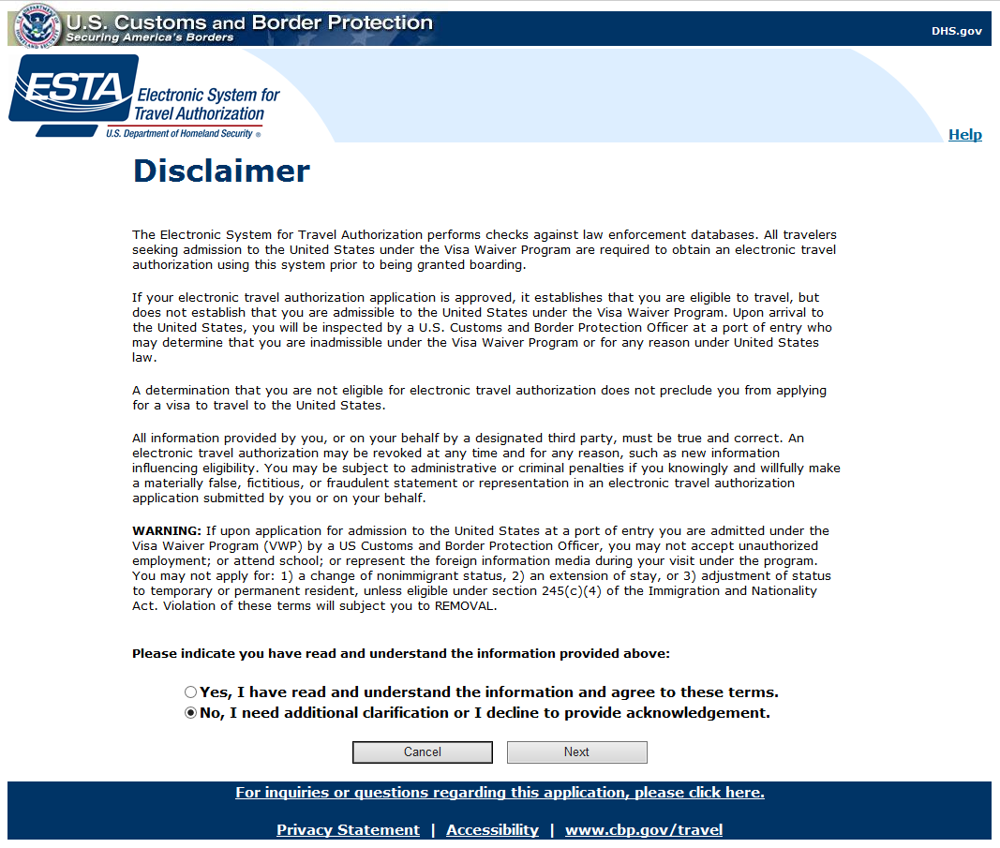 U.S. Customs and Border Protection
Securing America's Borders
DHS.gov
ESTA
Electronic System for
Travel Authorization
U.S. Department of Homeland Security ®
Help
Disclaimer
The Electronic System for Travel Authorization performs checks against law enforcement databases. All travelers
seeking admission to the United States under the Visa Waiver Program are required to obtain an electronic travel
authorization using this system prior to being granted boarding.
If your electronic travel authorization application is approved, it establishes that you are eligible to travel, but
does not establish that you are admissible to the United States under the Visa Waiver Program. Upon arrival to
the United States, you will be inspected by a U.S. Customs and Border Protection Officer at a port of entry who
may determine that you are inadmissible under the Visa Waiver Program or for any reason under United States
law.
A determination that you are not eligible for electronic travel authorization does not preclude you from applying
for a visa to travel to the United States.
All information provided by you, or on your behalf by a designated third party, must be true and correct. An
electronic travel authorization may be revoked at any time and for any reason, such as new information
influencing eligibility. You may be subject to administrative or criminal penalties if you knowingly and willfully make
a materially false, fictitious, or fraudulent statement or representation in an electronic travel authorization
application submitted by you or on your behalf.
WARNING: If upon application for admission to the United States at a port of entry you are admitted under the
Visa Waiver Program (VWP) by a US Customs and Border Protection Officer, you may not accept unauthorized
employment; or attend school; or represent the foreign information media during your visit under the program.
You may not apply for: 1) a change of nonimmigrant status, 2) an extension of stay, or 3) adjustment of status
to temporary or permanent resident, unless eligible under section 245(c)(4) of the Immigration and Nationality
Act. Violation of these terms will subject you to REMOVAL.
Please indicate you have read and understand the information provided above:
Yes, I have read and understand the information and agree to these terms.
No, I need additional clarification or I decline to provide acknowledgement.
Cancel
Next
For inquiries or questions regarding this application, please click here.
Privacy Statement | Accessibility | www.cbp.gov/travel